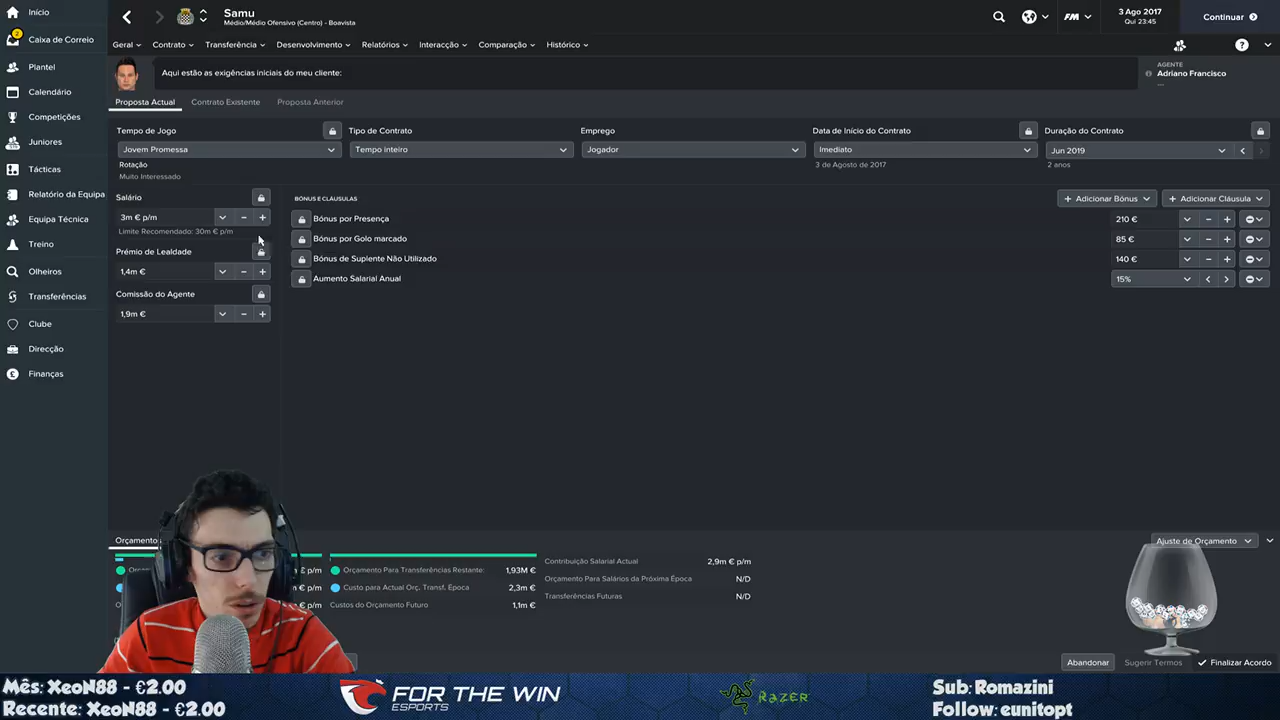 Início
2
Caixa de Correio
Plantel
Calendário
Competições
Juniores
Tácticas
Relatório da Equipa
Equipa Técnica
Treino
Olheiros
Transferências
Clube
Direcção
Finanças
Samu
Médio/Médio Ofensivo (Centro) - Boavista
FM
3 Ago 2017
Qui 23:45
Continuar
Geral
Contrato
Transferência
Desenvolvimento
Relatórios
Interacção
Comparação
Histórico
Aqui estão as exigências iniciais do meu cliente:
AGENTE
Adriano Francisco
Proposta Actual
Contrato Existente
Proposta Anterior
Tempo de Jogo
Tipo de Contrato
Emprego
Data de Início do Contrato
Duração do Contrato
Jovem Promessa
Tempo inteiro
Jogador
Imediato
Jun 2019
Rotação
3 de Agosto de 2017
2 anos
Muito Interessado
Salário
3m € p/m
Limite Recomendado: 30m € p/m
Prémio de Lealdade
1,4m €
Comissão do Agente
1,9m €
BÓNUS E CLÁUSULAS
+ Adicionar Bónus
+ Adicionar Cláusula
Bónus por Presença
210 €
Bónus por Golo marcado
85 €
Bónus de Suplente Não Utilizado
140 €
Aumento Salarial Anual
15%
Orçamento
Ajuste de Orçamento
€ p/m
Orçamento Para Transferências Restante:
1,93M €
Contribuição Salarial Actual
2,9m € p/m
€ p/m
Custo para Actual Orç. Transf. Época
2,3m €
Orçamento Para Salários da Próxima Época
N/D
€ p/m
Custos do Orçamento Futuro
1,1m €
Transferências Futuras
N/D
Abandonar
Sugerir Termos
Finalizar Acordo
Mês: XeoN88 - €2.00
Recente: XeoN88 - €2.00
FOR THE WIN
ESPORTS
RAZER
Sub: Romazini
Follow: eunitopt